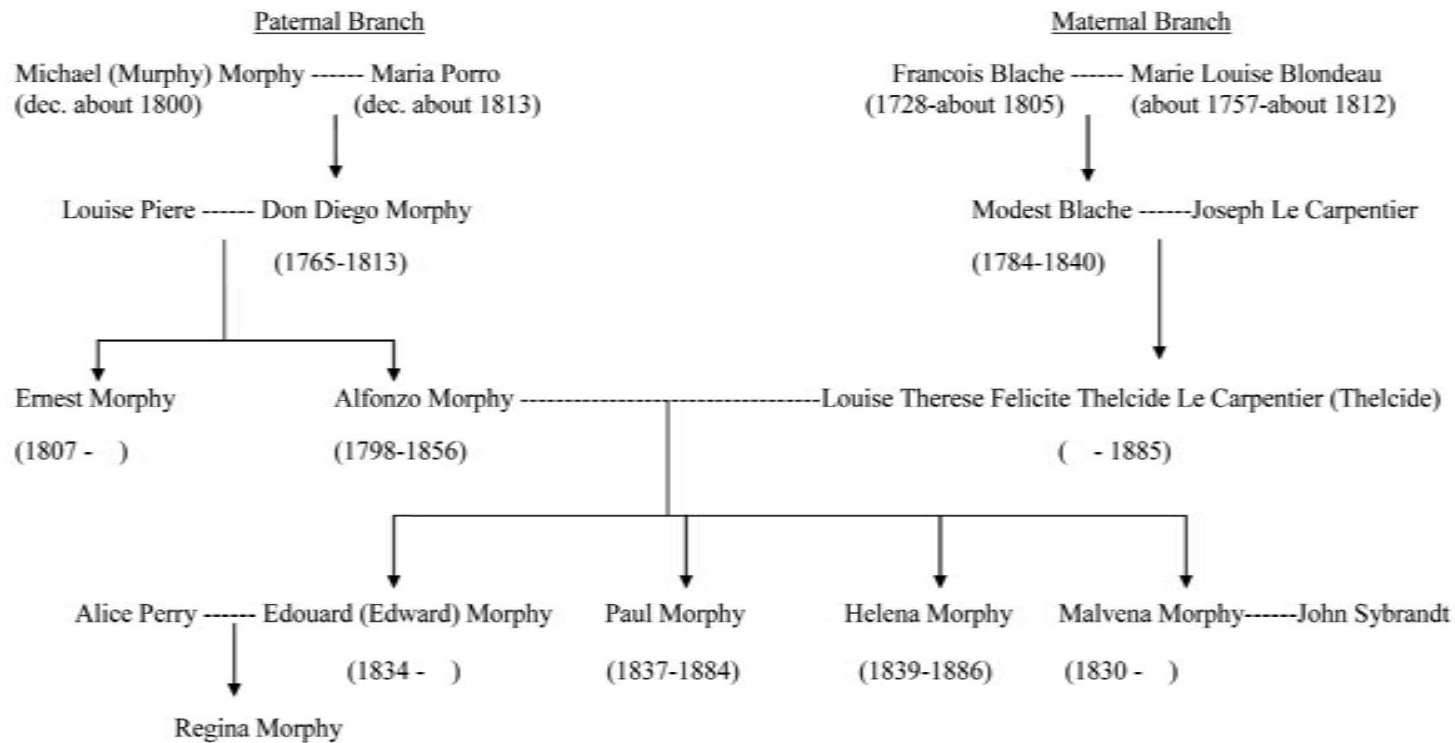 Paternal Branch Maternal Branch
Michael (Murphy) Morphy ------ Maria Porro Francois Blache ------ Marie Louise Blondeau
(dec. about 1800) (dec. about 1813) (1728-about 1805) (about 1757-about 1812)
Louise Piere ------ Don Diego Morphy Modest Blache ------Joseph Le Carpentier
(1765-1813) (1784-1840)
Ernest Morphy Alfonzo Morphy ----------------------------------Louise Therese Felicite Thelcide Le Carpentier (Thelcide)
(1807 - ) (1798-1856) ( - 1885)
Alice Perry ------ Edouard (Edward) Morphy Paul Morphy Helena Morphy Malvena Morphy------John Sybrandt
(1834 - ) (1837-1884) (1839-1886) (1830 - )
Regina Morphy